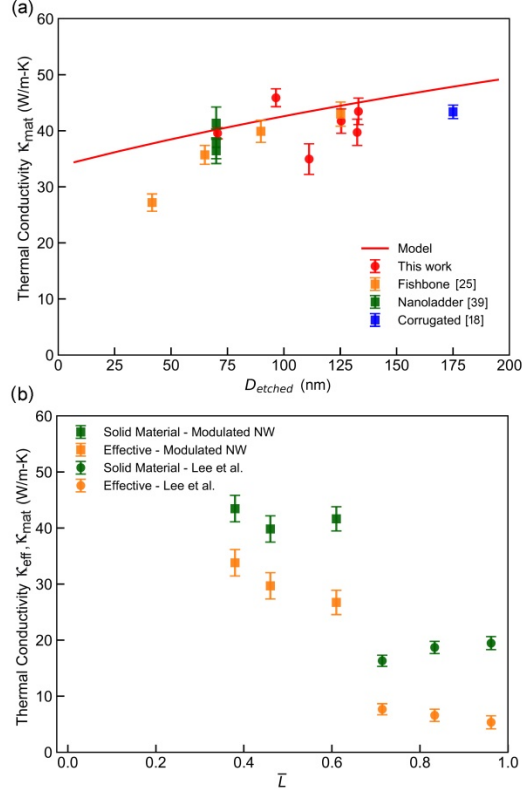 (a)
60
50
40
30
20
10
0
Thermal Conductivity κmat (W/m-K)
Model
This work
Fishbone [25]
Nanoladder [39]
Corrugated [18]
0 25 50 75 100 125 150 175 200
Detched (nm)
(b)
60
50
40
30
20
10
0
Thermal Conductivity κeff, κmat (W/m-K)
Solid Material - Modulated NW
Effective - Modulated NW
Solid Material - Lee et al.
Effective - Lee et al.
0.0 0.2 0.4 0.6 0.8 1.0
L̅